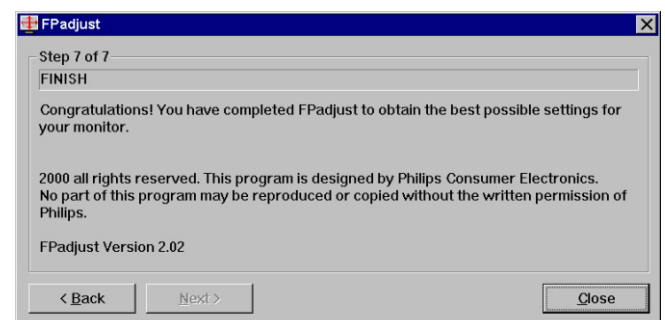 FPadjust
Step 7 of 7
FINISH
Congratulations! You have completed FPadjust to obtain the best possible settings for
your monitor.
2000 all rights reserved. This program is designed by Philips Consumer Electronics.
No part of this program may be reproduced or copied without the written permission of
Philips.
FPadjust Version 2.02
< Back
Next >
Close